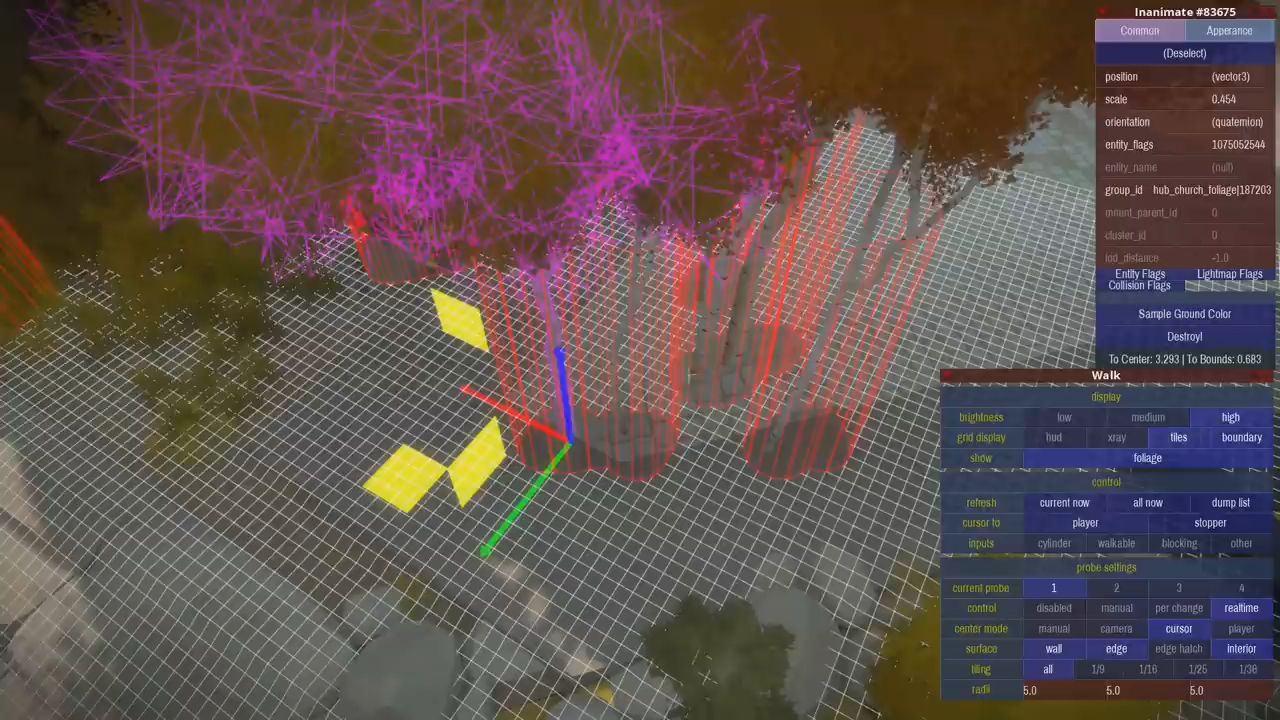 Inanimate #83675
Common Apperance
(Deselect)
position (vector3)
scale 0.454
orientation (quaternion)
entity_flags 1075052544
entity_name (null)
group_id hub_church_foliage|187203
mount_parent_id 0
cluster_id 0
lod_distance -1.0
Entity Flags Lightmap Flags
Collision Flags
Sample Ground Color
Destroy!
To Center: 3.293 | To Bounds: 0.683
Walk
display
brightness low medium high
grid display hud xray tiles boundary
show foliage
control
refresh current now all now dump list
cursor to player stopper
inputs cylinder walkable blocking other
probe settings
current probe 1 2 3 4
control disabled manual per change realtime
center mode manual camera cursor player
surface wall edge edge hatch interior
tiling all 1/9 1/16 1/25 1/36
radii 5.0 5.0 5.0